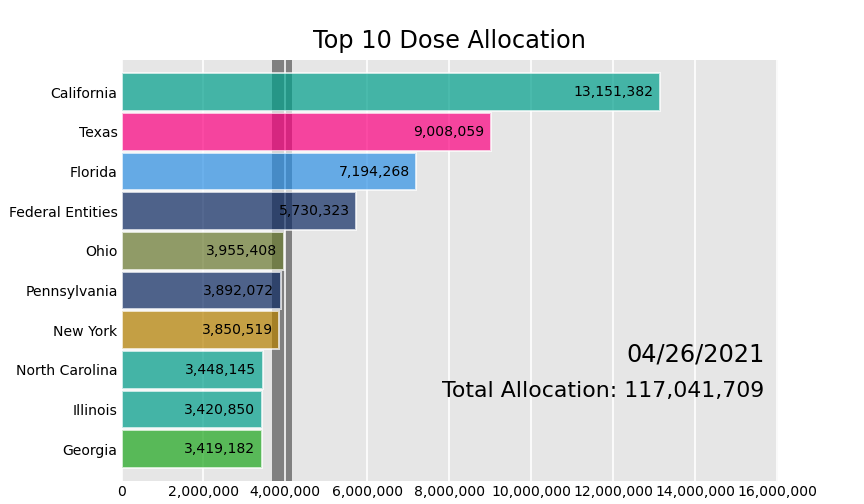 Top 10 Dose Allocation
California 13,151,382
Texas 9,008,059
Florida 7,194,268
Federal Entities 5,730,323
Ohio 3,955,408
Pennsylvania 3,892,072
New York 3,850,519
04/26/2021
North Carolina 3,448,145
Total Allocation: 117,041,709
Illinois 3,420,850
Georgia 3,419,182
0 2,000,000 4,000,000 6,000,000 8,000,000 10,000,000 12,000,000 14,000,000 16,000,000